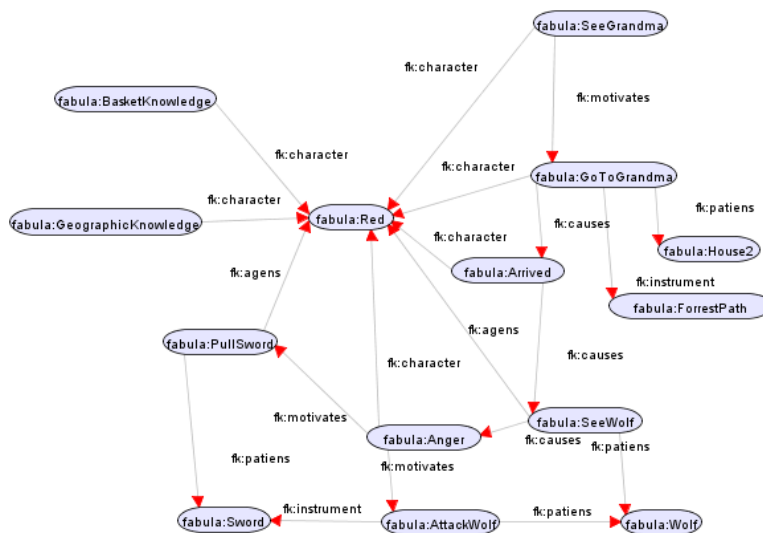 fabula:SeeGrandma
fk:character
fk:motivates
fabula:BasketKnowledge
fk:character
fk:character
fabula:GoToGrandma
fk:character
fk:patiens
fabula:GeographicKnowledge
fabula:Red
fk:causes
fk:character
fabula:House2
fk:agens
fabula:Arrived
fk:instrument
fabula:ForrestPath
fk:agens
fabula:PullSword
fk:causes
fk:character
fk:motivates
fabula:SeeWolf
fabula:Anger
fk:causes
fk:patiens
fk:patiens
fk:motivates
fk:instrument
fk:patiens
fabula:Sword
fabula:AttackWolf
fabula:Wolf